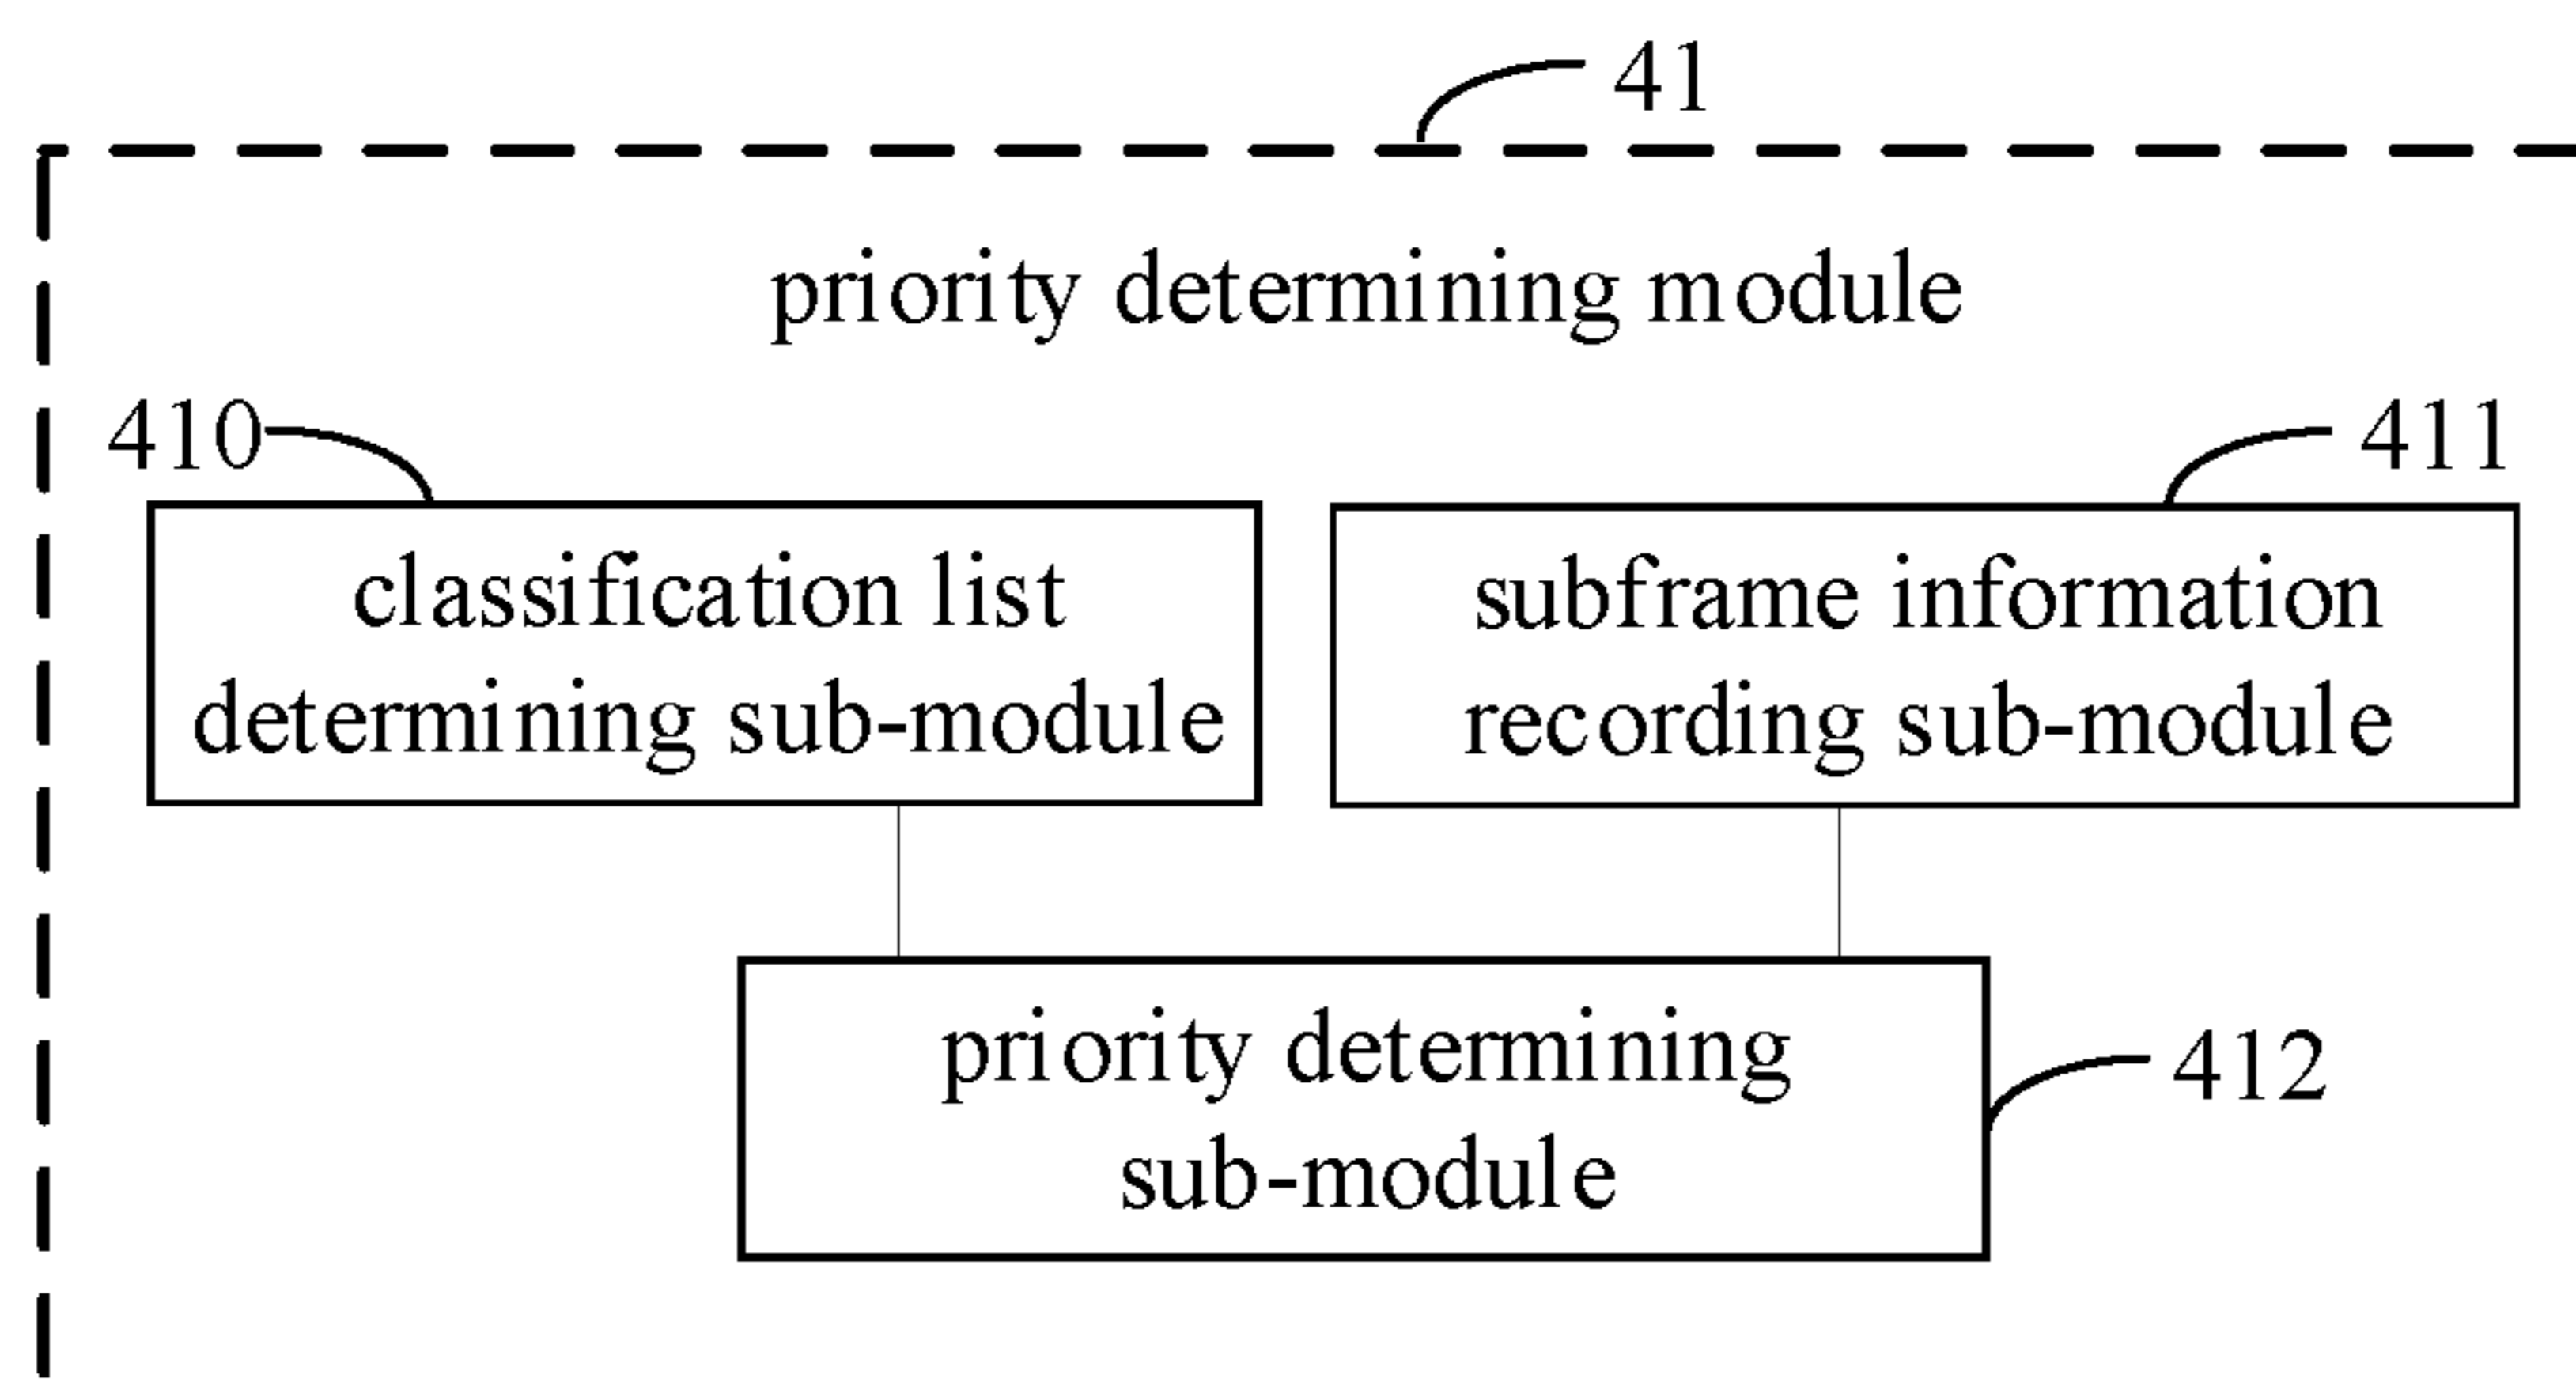 41
priority determining module
410
411
classification list
determining sub-module
subframe information
recording sub-module
priority determining
sub-module
412